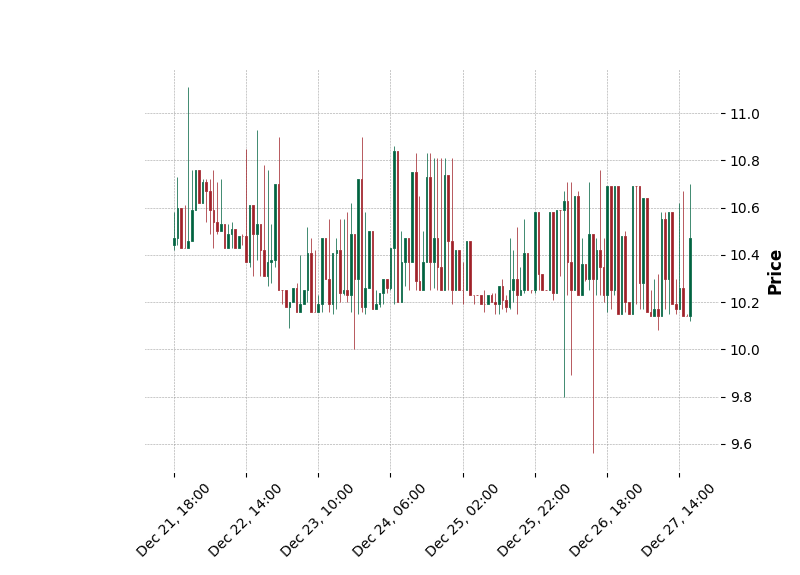 11.0
10.8
10.6
10.4
10.2
10.0
9.8
9.6
Price
Dec 21, 18:00
Dec 22, 14:00
Dec 23, 10:00
Dec 24, 06:00
Dec 25, 02:00
Dec 25, 22:00
Dec 26, 18:00
Dec 27, 14:00